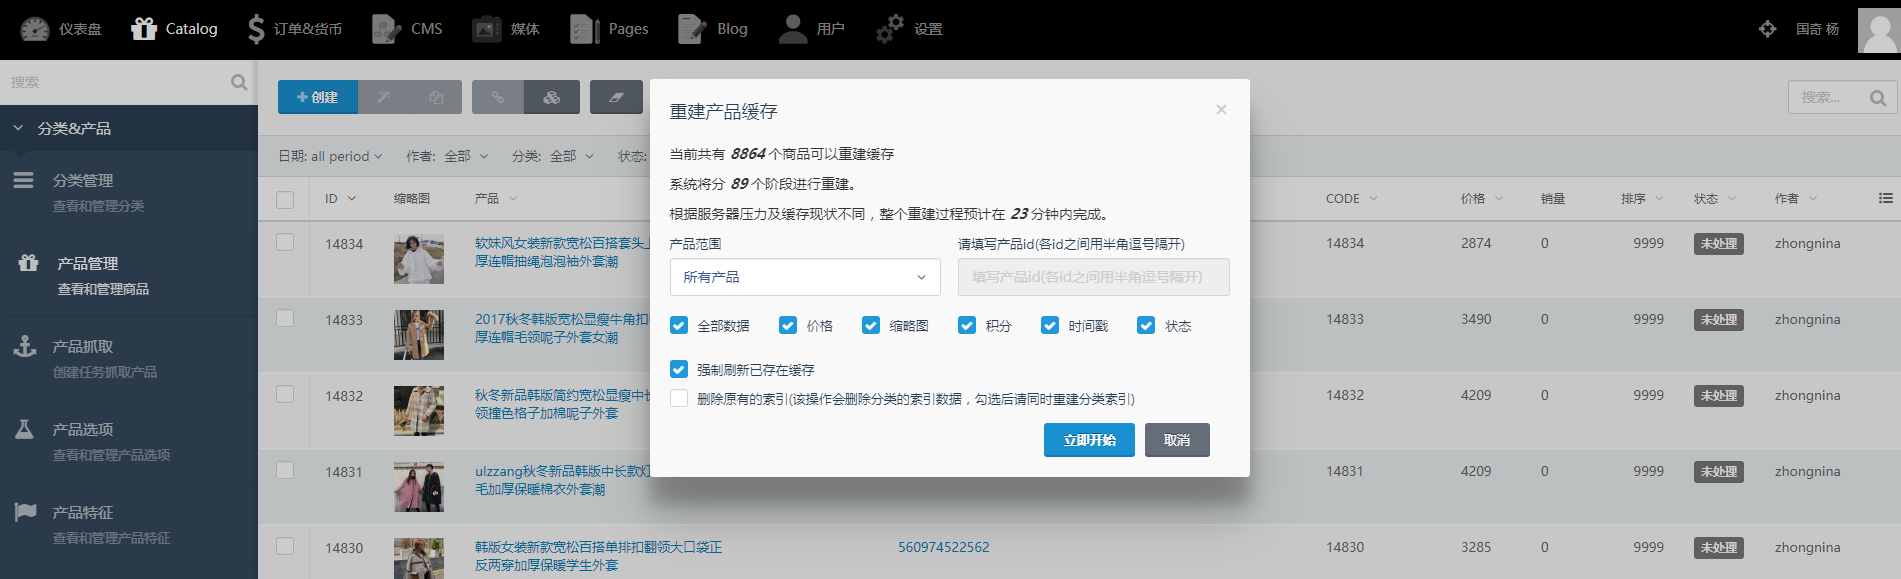 仪表盘 Catalog 订单&货币 CMS 媒体 Pages Blog 用户 设置 国奇 杨
搜索
分类&产品
分类管理
查看和管理分类
产品管理
查看和管理商品
产品抓取
创建任务抓取产品
产品选项
查看和管理产品选项
产品特征
查看和管理产品特征
创建
搜索...
日期: all period 作者: 全部 分类: 全部 状态:
ID 缩略图 产品 CODE 价格 销量 排序 状态 作者
14834 软妹风女装新款宽松百搭套头 14834 2874 0 9999 未处理 zhongnina
厚连帽抽绳泡泡袖外套潮
14833 2017秋冬韩版宽松显瘦牛角扣 14833 3490 0 9999 未处理 zhongnina
厚连帽毛领呢子外套女潮
14832 秋冬新品韩版简约宽松显瘦中 14832 4209 0 9999 未处理 zhongnina
领撞色格子加棉呢子外套
14831 ulzzang秋冬新品韩版中长款 14831 4209 0 9999 未处理 zhongnina
毛加厚保暖棉衣外套潮
14830 韩版女装新款宽松百搭单排扣翻领大口袋正 560974522562 14830 3285 0 9999 未处理 zhongnina
反两穿加厚保暖学生外套
重建产品缓存 ×
当前共有 8864 个商品可以重建缓存
系统将分 89 个阶段进行重建。
根据服务器压力及缓存现状不同，整个重建过程预计在 23 分钟内完成。
产品范围 请填写产品id(各id之间用半角逗号隔开)
所有产品 填写产品id(各id之间用半角逗号隔开)
全部数据 价格 缩略图 积分 时间戳 状态
强制刷新已存在缓存
删除原有的索引(该操作会删除分类的索引数据，勾选后请同时重建分类索引)
立即开始 取消